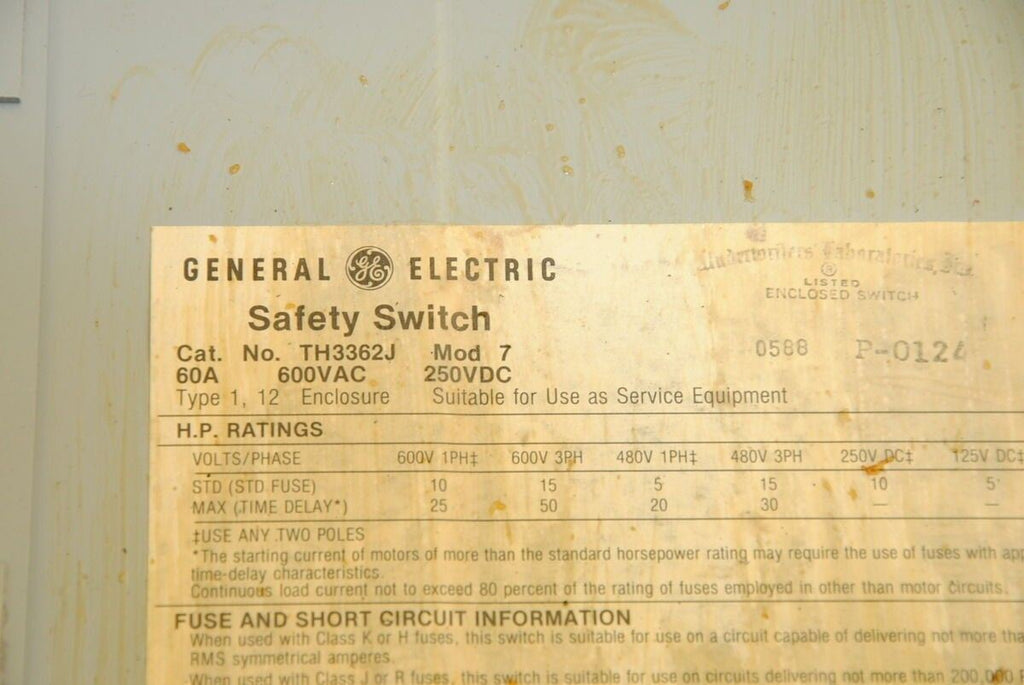 GENERAL GE ELECTRIC
Underwriters Laboratories, Inc.
LISTED
ENCLOSED SWITCH
Safety Switch
Cat. No. TH3362J Mod 7
0588 P-0124
60A 600VAC 250VDC
Type 1, 12 Enclosure Suitable for Use as Service Equipment
H.P. RATINGS
VOLTS/PHASE 600V 1PH‡ 600V 3PH 480V 1PH‡ 480V 3PH 250V DC‡ 125V DC‡
STD (STD FUSE) 10 15 5 15 10 5
MAX (TIME DELAY*) 25 50 20 30 — —
‡USE ANY TWO POLES
*The starting current of motors of more than the standard horsepower rating may require the use of fuses with
time-delay characteristics.
Continuous load current not to exceed 80 percent of the rating of fuses employed in other than motor circuits.
FUSE AND SHORT CIRCUIT INFORMATION
When used with Class K or H fuses, this switch is suitable for use on a circuit capable of delivering not more
RMS symmetrical amperes.
When used with Class J or R fuses, this switch is suitable for use on circuits delivering not more than 200,000